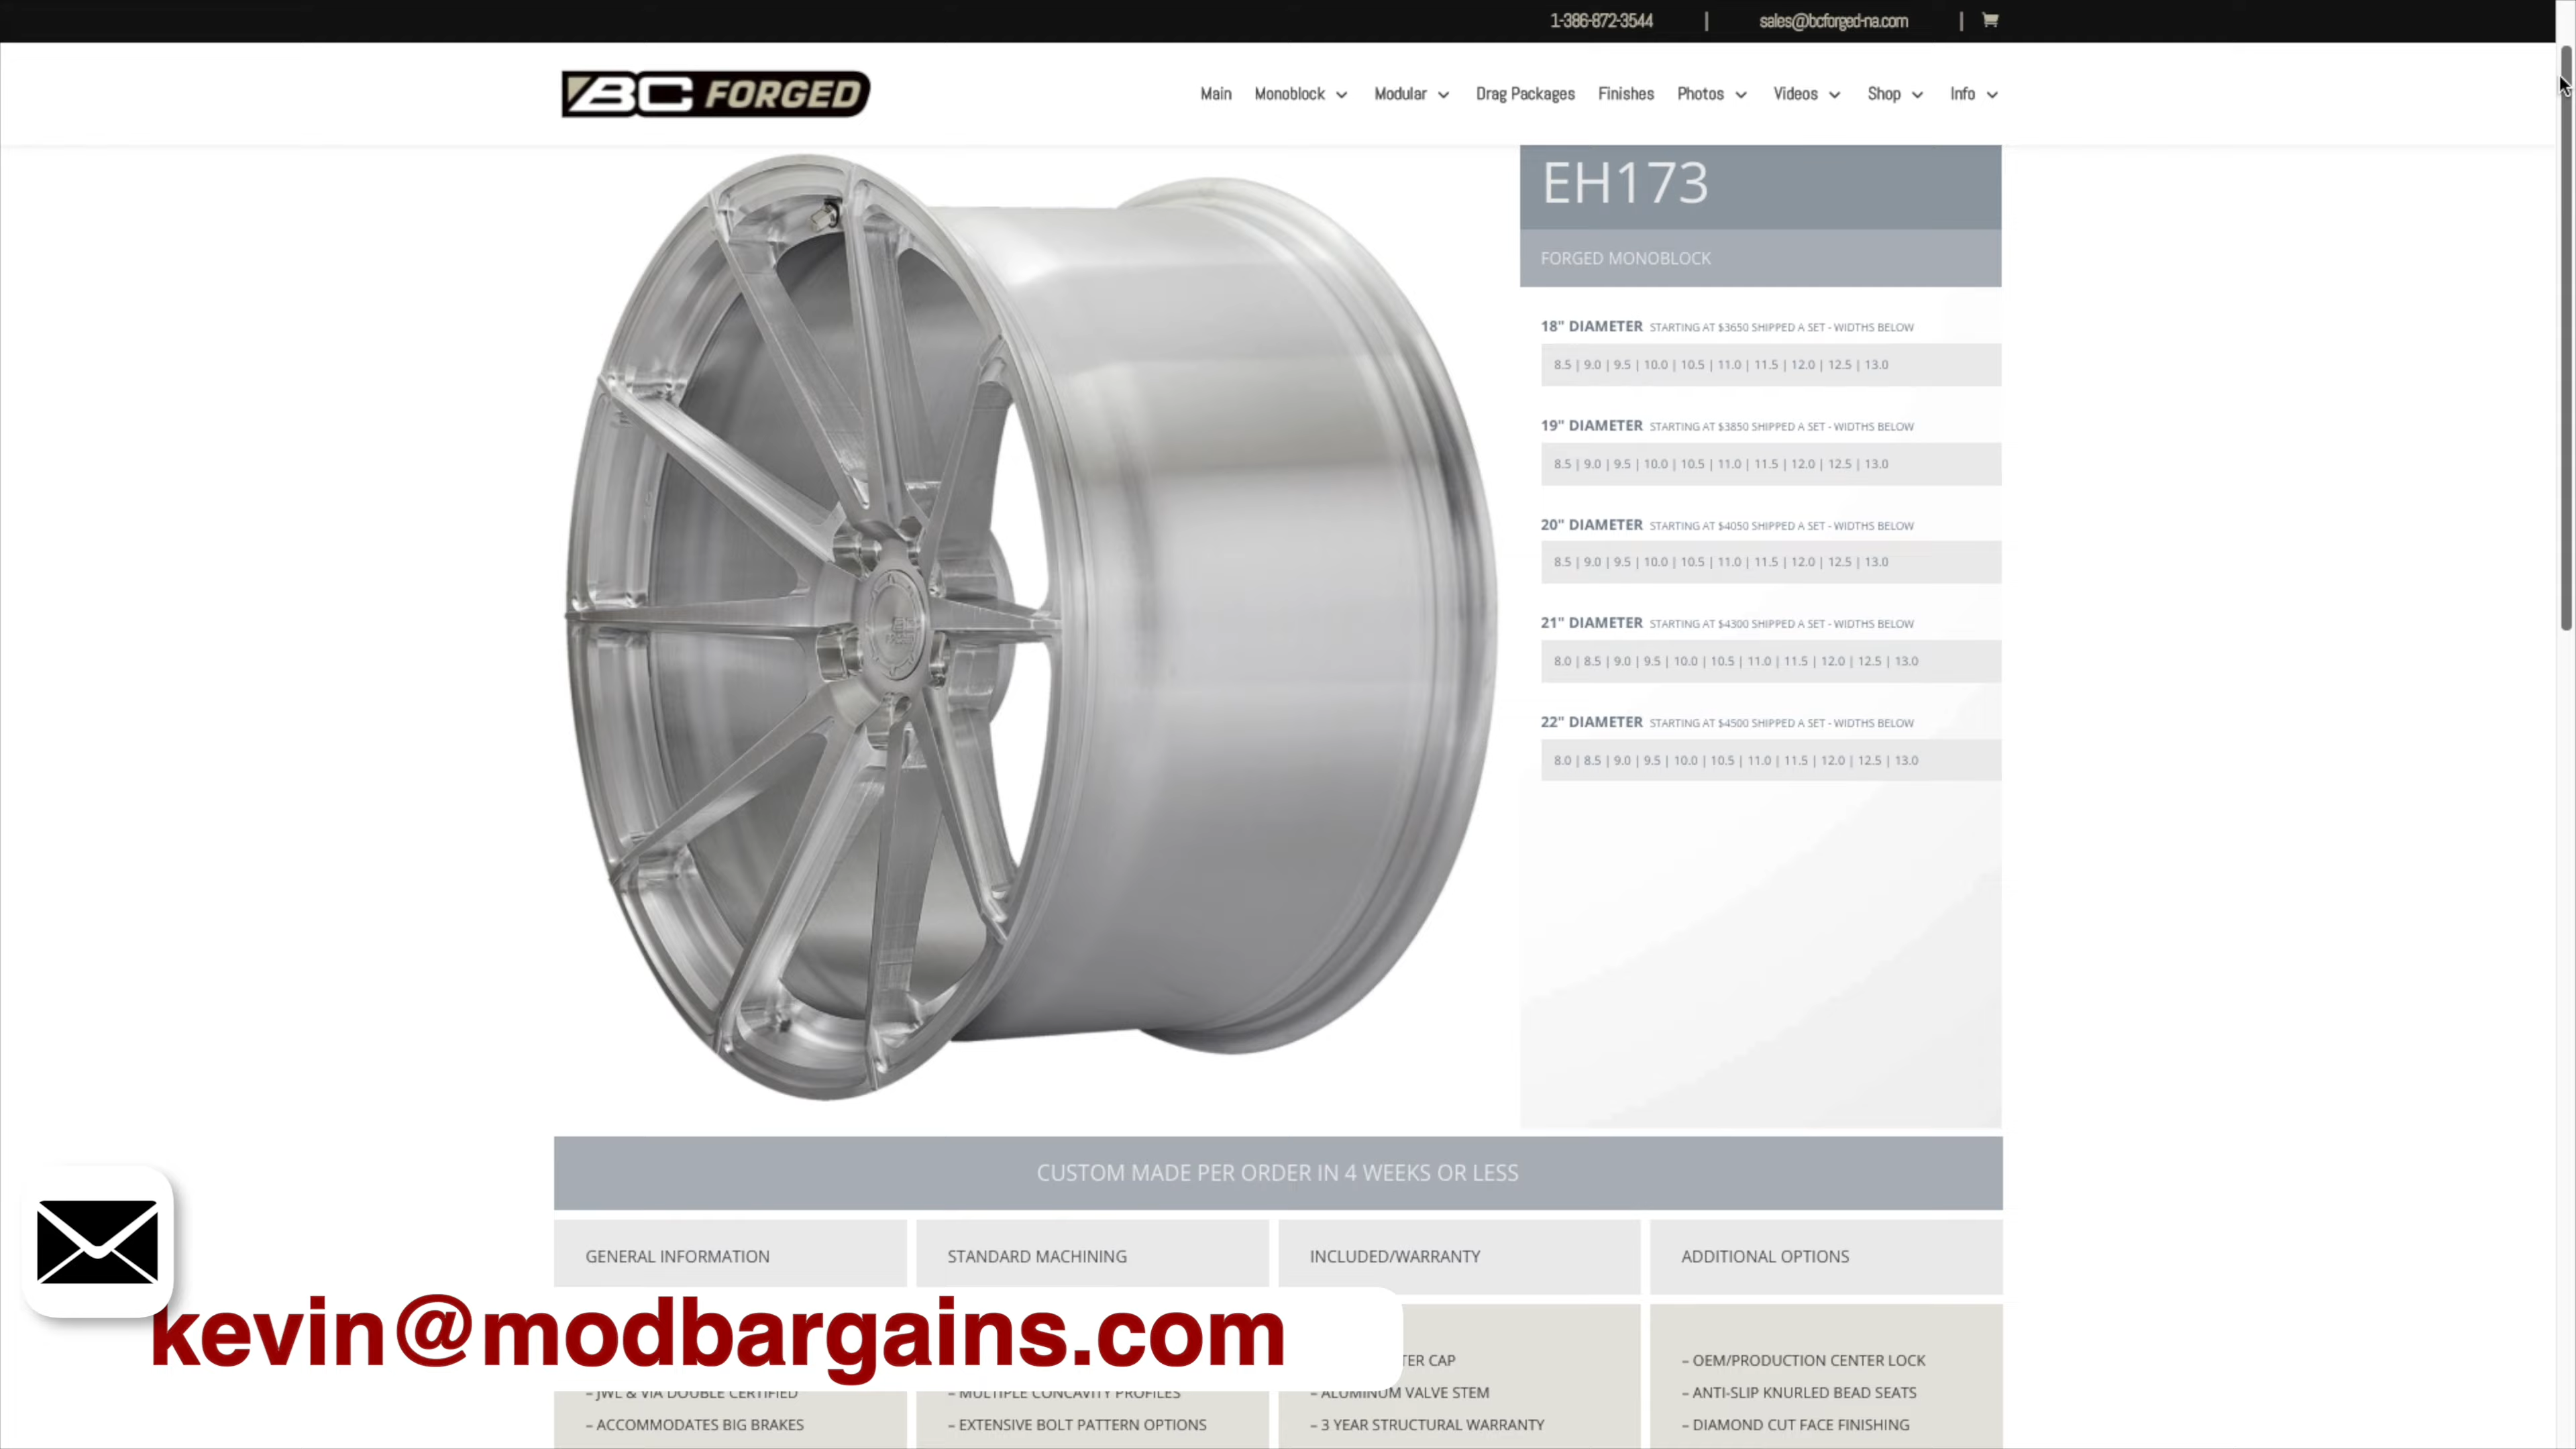 1-386-872-3544 | sales@bcforged-na.com |
BC FORGED
Main Monoblock Modular Drag Packages Finishes Photos Videos Shop Info
EH173
FORGED MONOBLOCK
18" DIAMETER STARTING AT $3650 SHIPPED A SET - WIDTHS BELOW
8.5 | 9.0 | 9.5 | 10.0 | 10.5 | 11.0 | 11.5 | 12.0 | 12.5 | 13.0
19" DIAMETER STARTING AT $3850 SHIPPED A SET - WIDTHS BELOW
8.5 | 9.0 | 9.5 | 10.0 | 10.5 | 11.0 | 11.5 | 12.0 | 12.5 | 13.0
20" DIAMETER STARTING AT $4050 SHIPPED A SET - WIDTHS BELOW
8.5 | 9.0 | 9.5 | 10.0 | 10.5 | 11.0 | 11.5 | 12.0 | 12.5 | 13.0
21" DIAMETER STARTING AT $4300 SHIPPED A SET - WIDTHS BELOW
8.0 | 8.5 | 9.0 | 9.5 | 10.0 | 10.5 | 11.0 | 11.5 | 12.0 | 12.5 | 13.0
22" DIAMETER STARTING AT $4500 SHIPPED A SET - WIDTHS BELOW
8.0 | 8.5 | 9.0 | 9.5 | 10.0 | 10.5 | 11.0 | 11.5 | 12.0 | 12.5 | 13.0
CUSTOM MADE PER ORDER IN 4 WEEKS OR LESS
GENERAL INFORMATION
STANDARD MACHINING
INCLUDED/WARRANTY
ADDITIONAL OPTIONS
kevin@modbargains.com
– JWL & VIA DOUBLE CERTIFIED
– ACCOMMODATES BIG BRAKES
– MULTIPLE CONCAVITY PROFILES
– EXTENSIVE BOLT PATTERN OPTIONS
CAP
– ALUMINUM VALVE STEM
– 3 YEAR STRUCTURAL WARRANTY
– OEM/PRODUCTION CENTER LOCK
– ANTI-SLIP KNURLED BEAD SEATS
– DIAMOND CUT FACE FINISHING